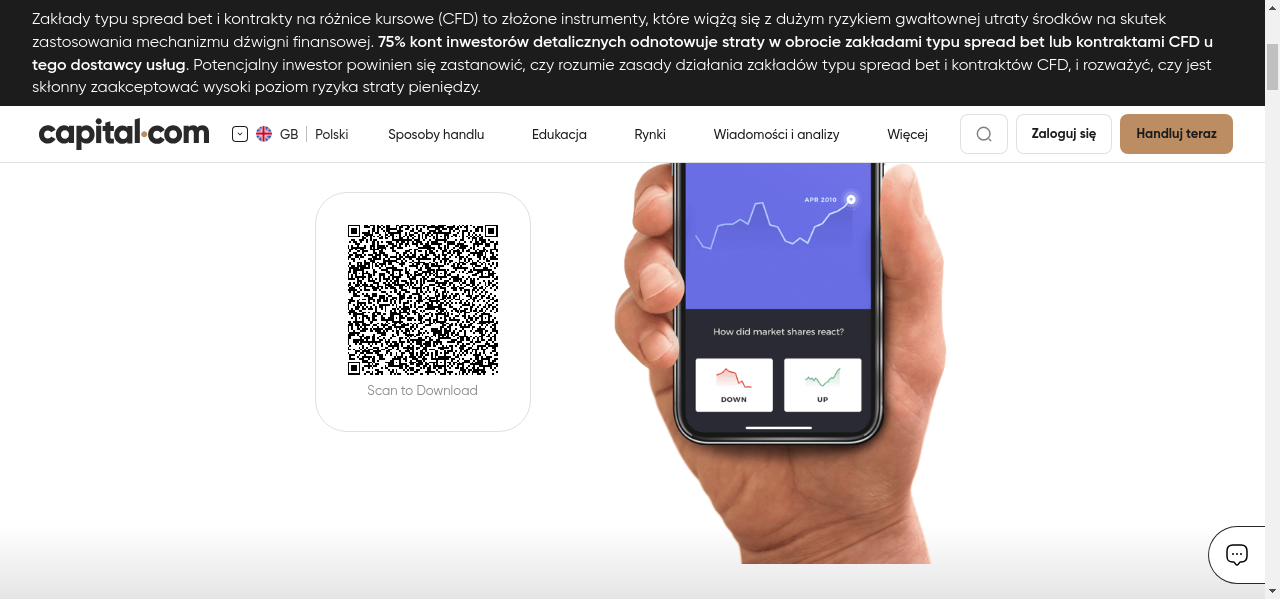 Zakłady typu spread bet i kontrakty na różnice kursowe (CFD) to złożone instrumenty, które wiążą się z dużym ryzykiem gwałtownej utraty środków na skutek
zastosowania mechanizmu dźwigni finansowej. 75% kont inwestorów detalicznych odnotowuje straty w obrocie zakładami typu spread bet lub kontraktami CFD u
tego dostawcy usług. Potencjalny inwestor powinien się zastanowić, czy rozumie zasady działania zakładów typu spread bet i kontraktów CFD, i rozważyć, czy jest
skłonny zaakceptować wysoki poziom ryzyka straty pieniędzy.
capital.com GB Polski Sposoby handlu Edukacja Rynki Wiadomości i analizy Więcej Zaloguj się Handluj teraz
APR 2010
How did market shares react?
DOWN UP
Scan to Download